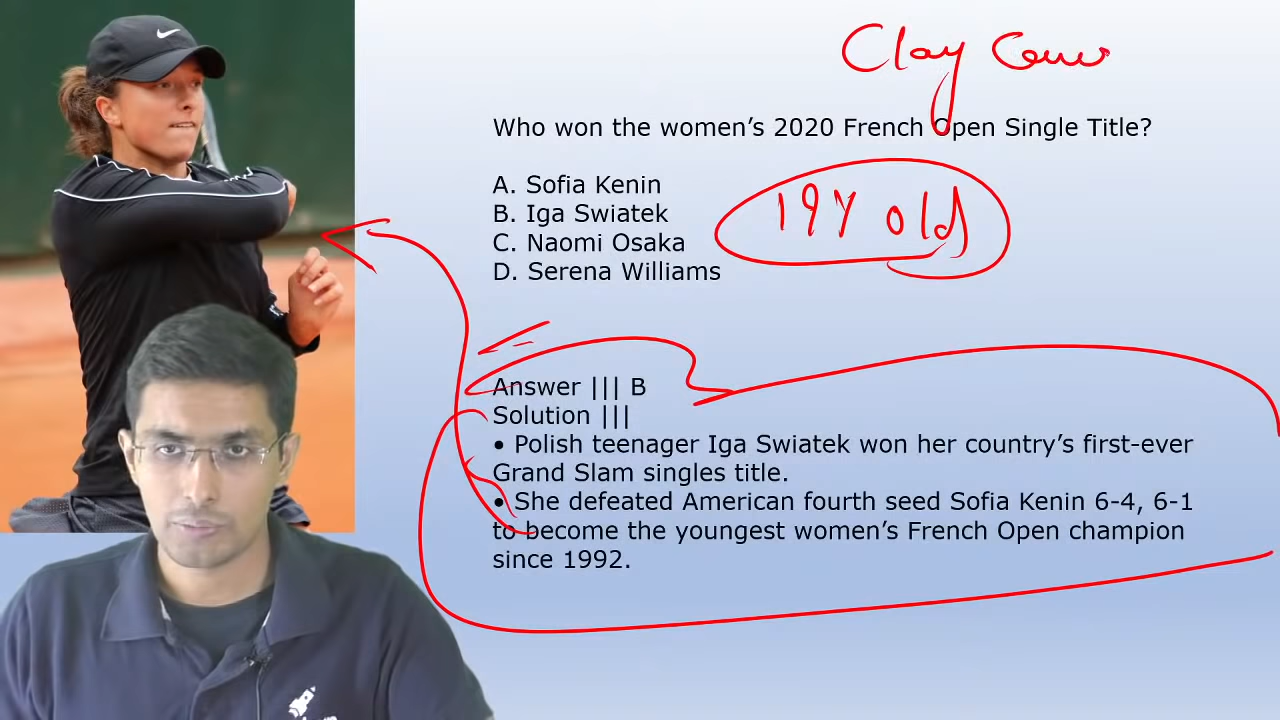 Clay
Who won the women's 2020 French Open Single Title?
A. Sofia Kenin
B. Iga Swiatek
C. Naomi Osaka
D. Serena Williams
19y old
Answer ||| B
Solution |||
• Polish teenager Iga Swiatek won her country's first-ever
Grand Slam singles title.
• She defeated American fourth seed Sofia Kenin 6-4, 6-1
to become the youngest women's French Open champion
since 1992.